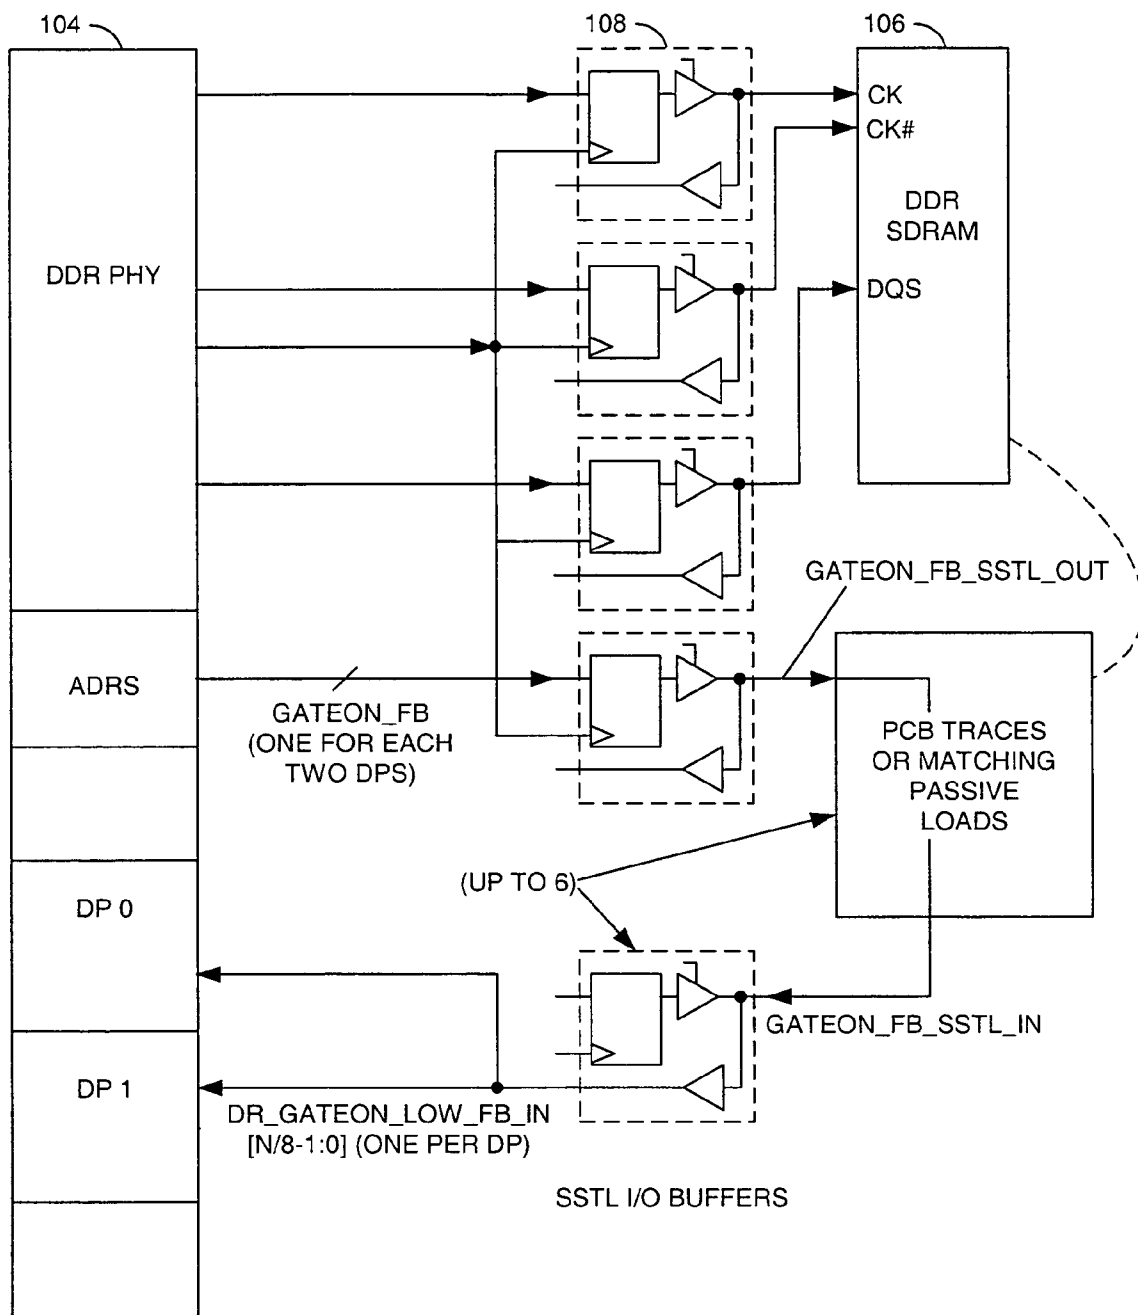 104
108
106
CK
CK#
DDR
SDRAM
DDR PHY
DQS
GATEON_FB_SSTL_OUT
ADRS
GATEON_FB
(ONE FOR EACH
TWO DPS)
PCB TRACES
OR MATCHING
PASSIVE
LOADS
(UP TO 6)
DP 0
GATEON_FB_SSTL_IN
DP 1
DR_GATEON_LOW_FB_IN
[N/8-1:0] (ONE PER DP)
SSTL I/O BUFFERS